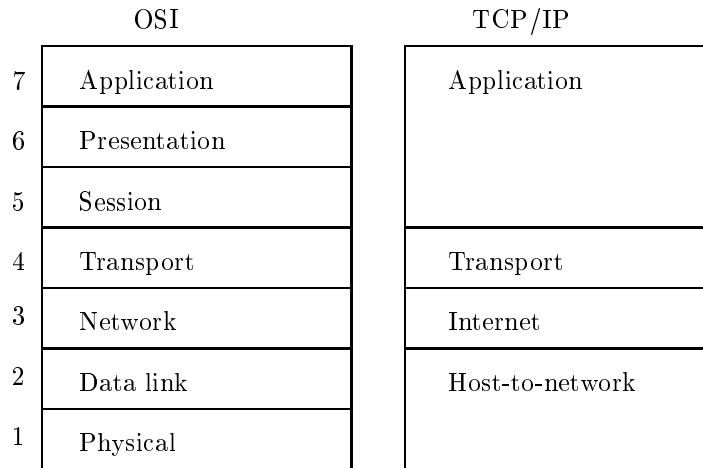 OSI TCP/IP
7 Application Application
6 Presentation
5 Session
4 Transport Transport
3 Network Internet
2 Data link Host-to-network
1 Physical